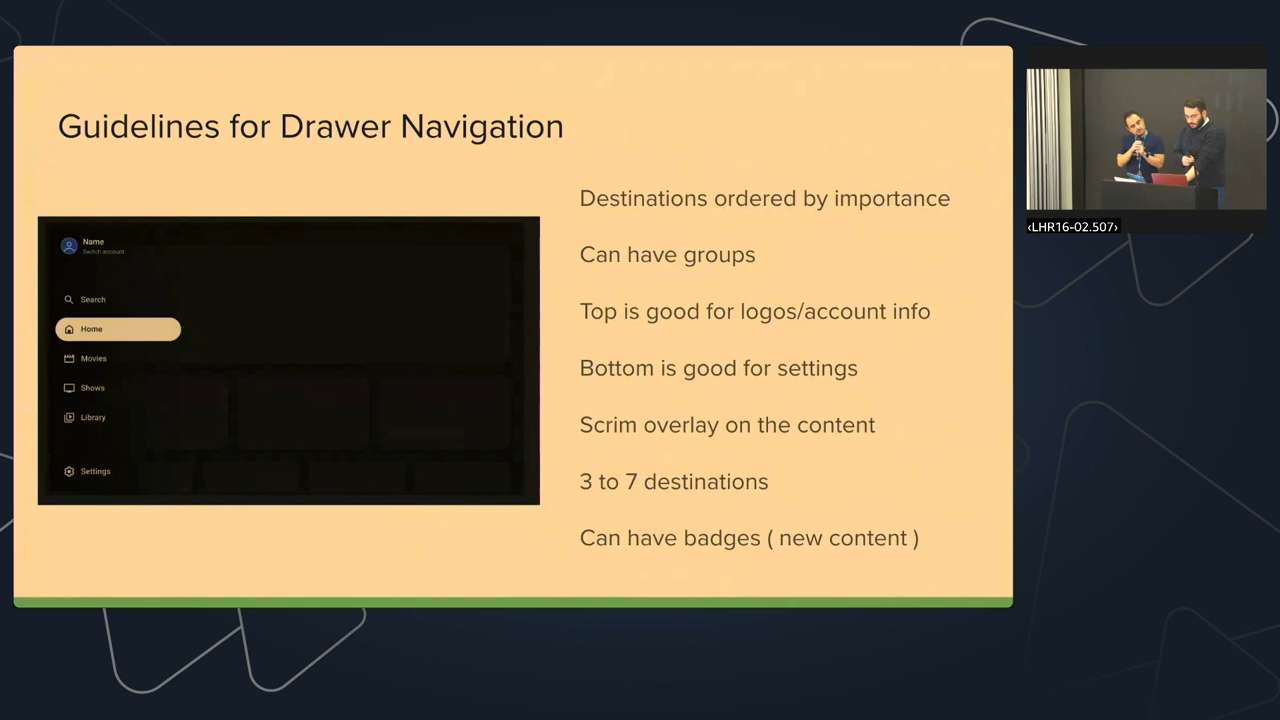 Guidelines for Drawer Navigation
Name
Switch account
Search
Home
Movies
Shows
Library
Settings
Destinations ordered by importance
Can have groups
Top is good for logos/account info
Bottom is good for settings
Scrim overlay on the content
3 to 7 destinations
Can have badges ( new content )
‹LHR16-02.507›